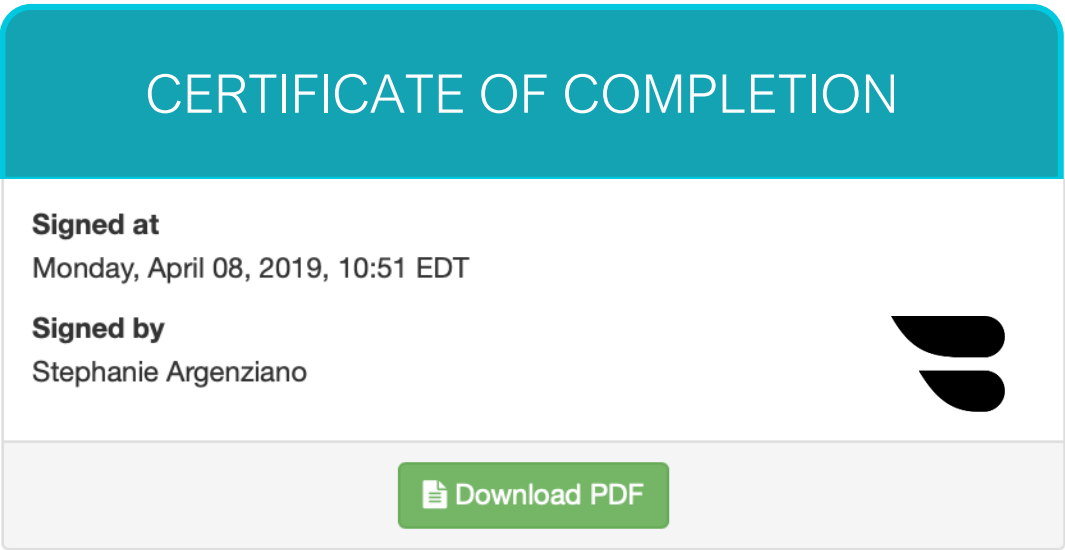 CERTIFICATE OF COMPLETION
Signed at
Monday, April 08, 2019, 10:51 EDT
Signed by
Stephanie Argenziano
Download PDF